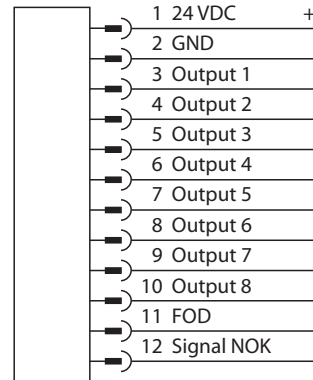 1 24 VDC +
2 GND
3 Output 1
4 Output 2
5 Output 3
6 Output 4
7 Output 5
8 Output 6
9 Output 7
10 Output 8
11 FOD
12 Signal NOK